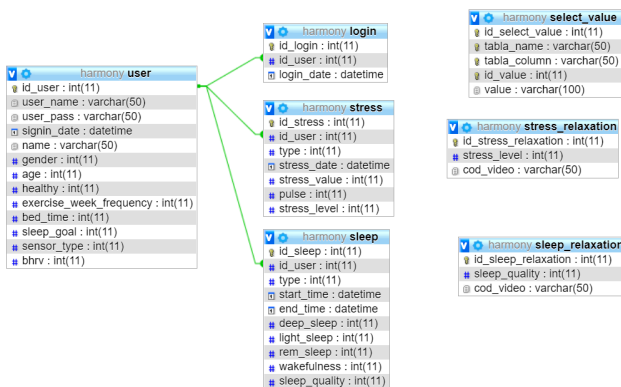 harmony user
id_user : int(11)
user_name : varchar(50)
user_pass : varchar(50)
signin_date : datetime
name : varchar(50)
gender : int(11)
age : int(11)
healthy : int(11)
exercise_week_frequency : int(11)
bed_time : int(11)
sleep_goal : int(11)
sensor_type : int(11)
bhrv : int(11)
harmony login
id_login : int(11)
id_user : int(11)
login_date : datetime
harmony stress
id_stress : int(11)
id_user : int(11)
type : int(11)
stress_date : datetime
stress_value : int(11)
pulse : int(11)
stress_level : int(11)
harmony sleep
id_sleep : int(11)
id_user : int(11)
type : int(11)
start_time : datetime
end_time : datetime
deep_sleep : int(11)
light_sleep : int(11)
rem_sleep : int(11)
wakefulness : int(11)
sleep_quality : int(11)
harmony select_value
id_select_value : int(11)
tabla_name : varchar(50)
tabla_column : varchar(50)
id_value : int(11)
value : varchar(100)
harmony stress_relaxation
id_stress_relaxation : int(11)
stress_level : int(11)
cod_video : varchar(50)
harmony sleep_relaxation
id_sleep_relaxation : int(11)
sleep_quality : int(11)
cod_video : varchar(50)